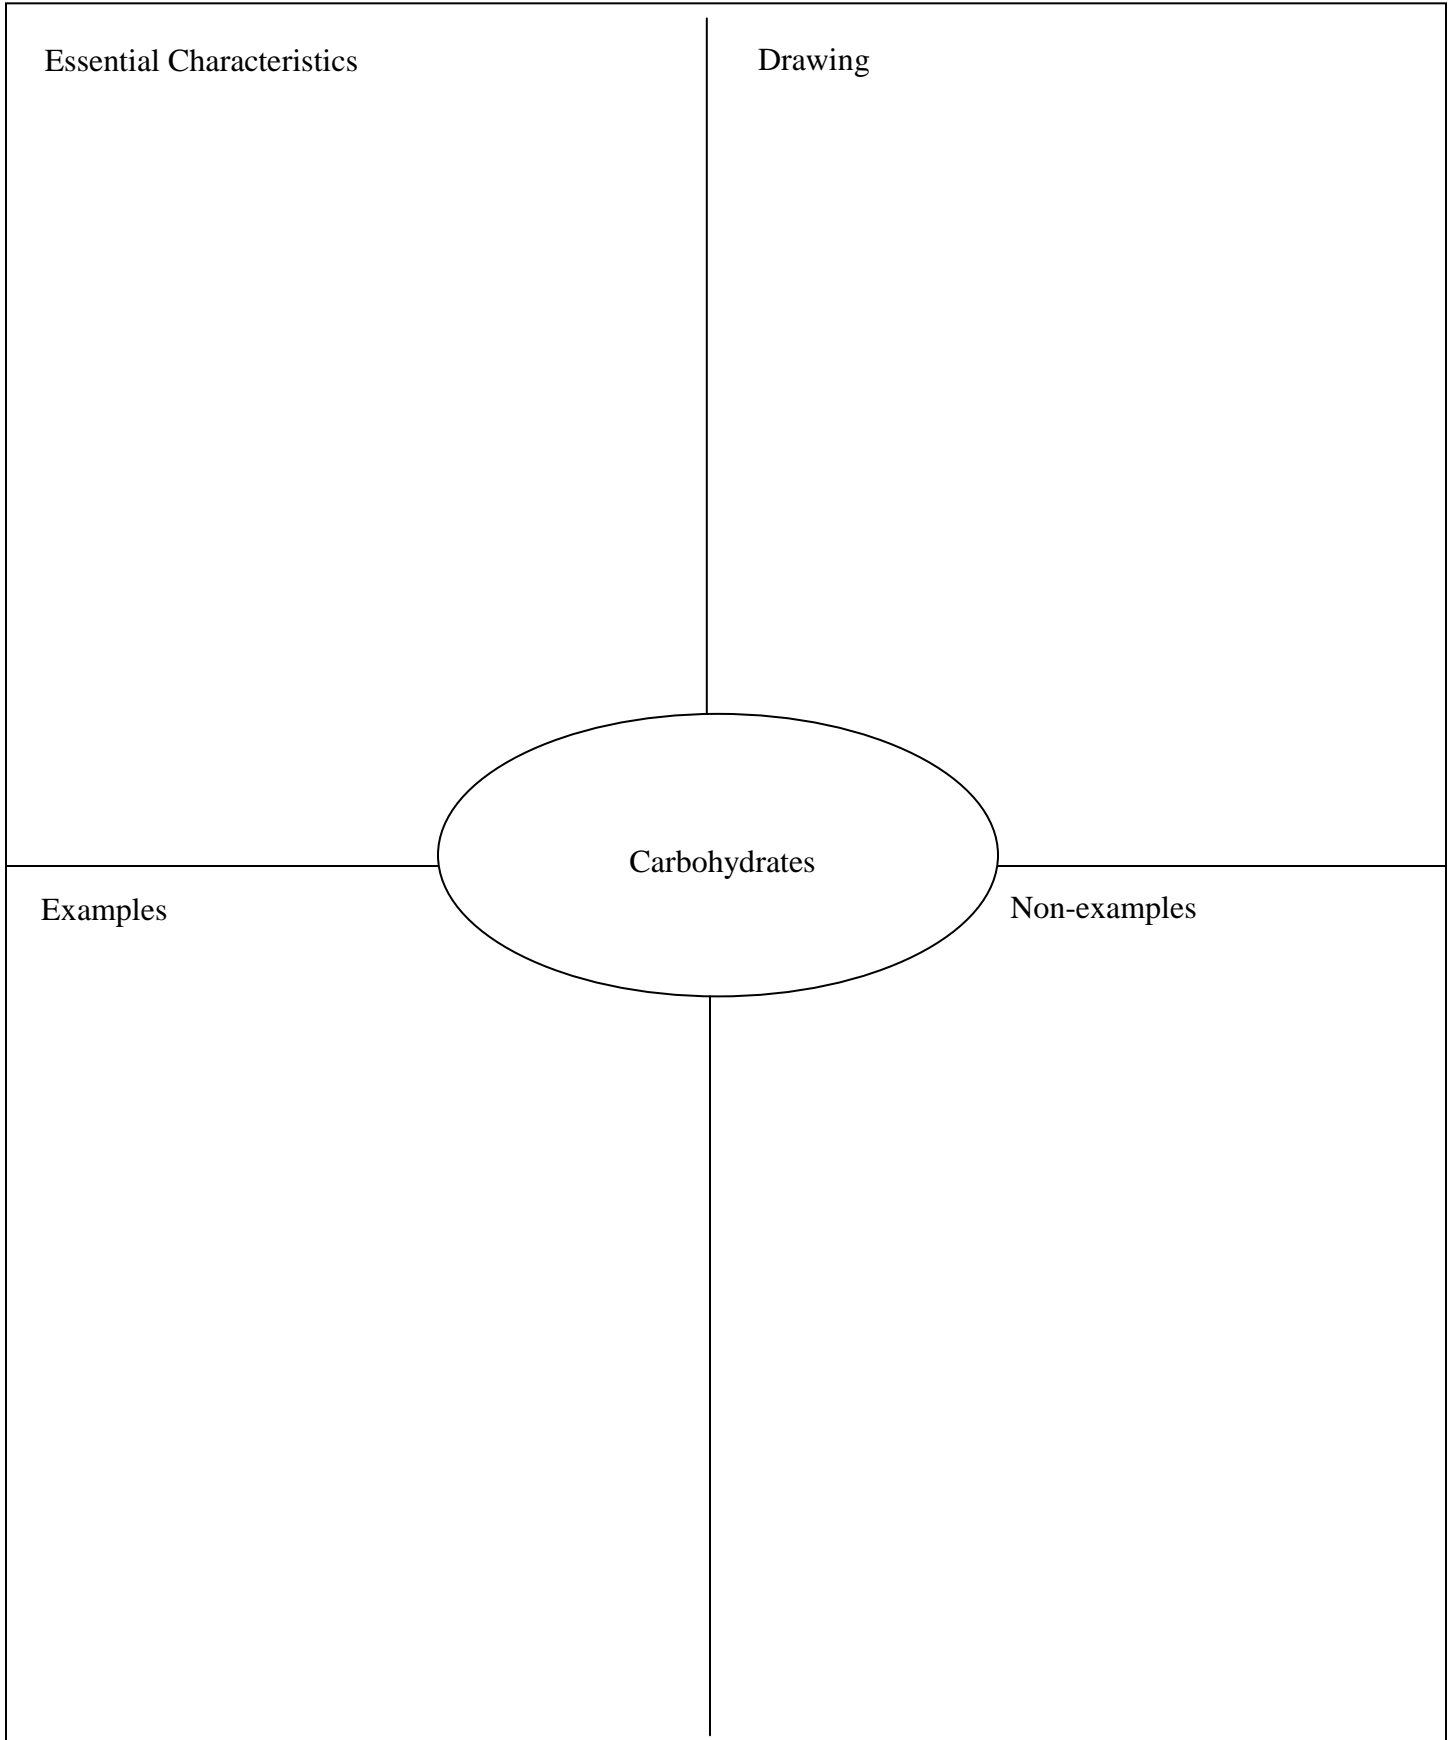 Essential Characteristics
Drawing
Carbohydrates
Examples
Non-examples